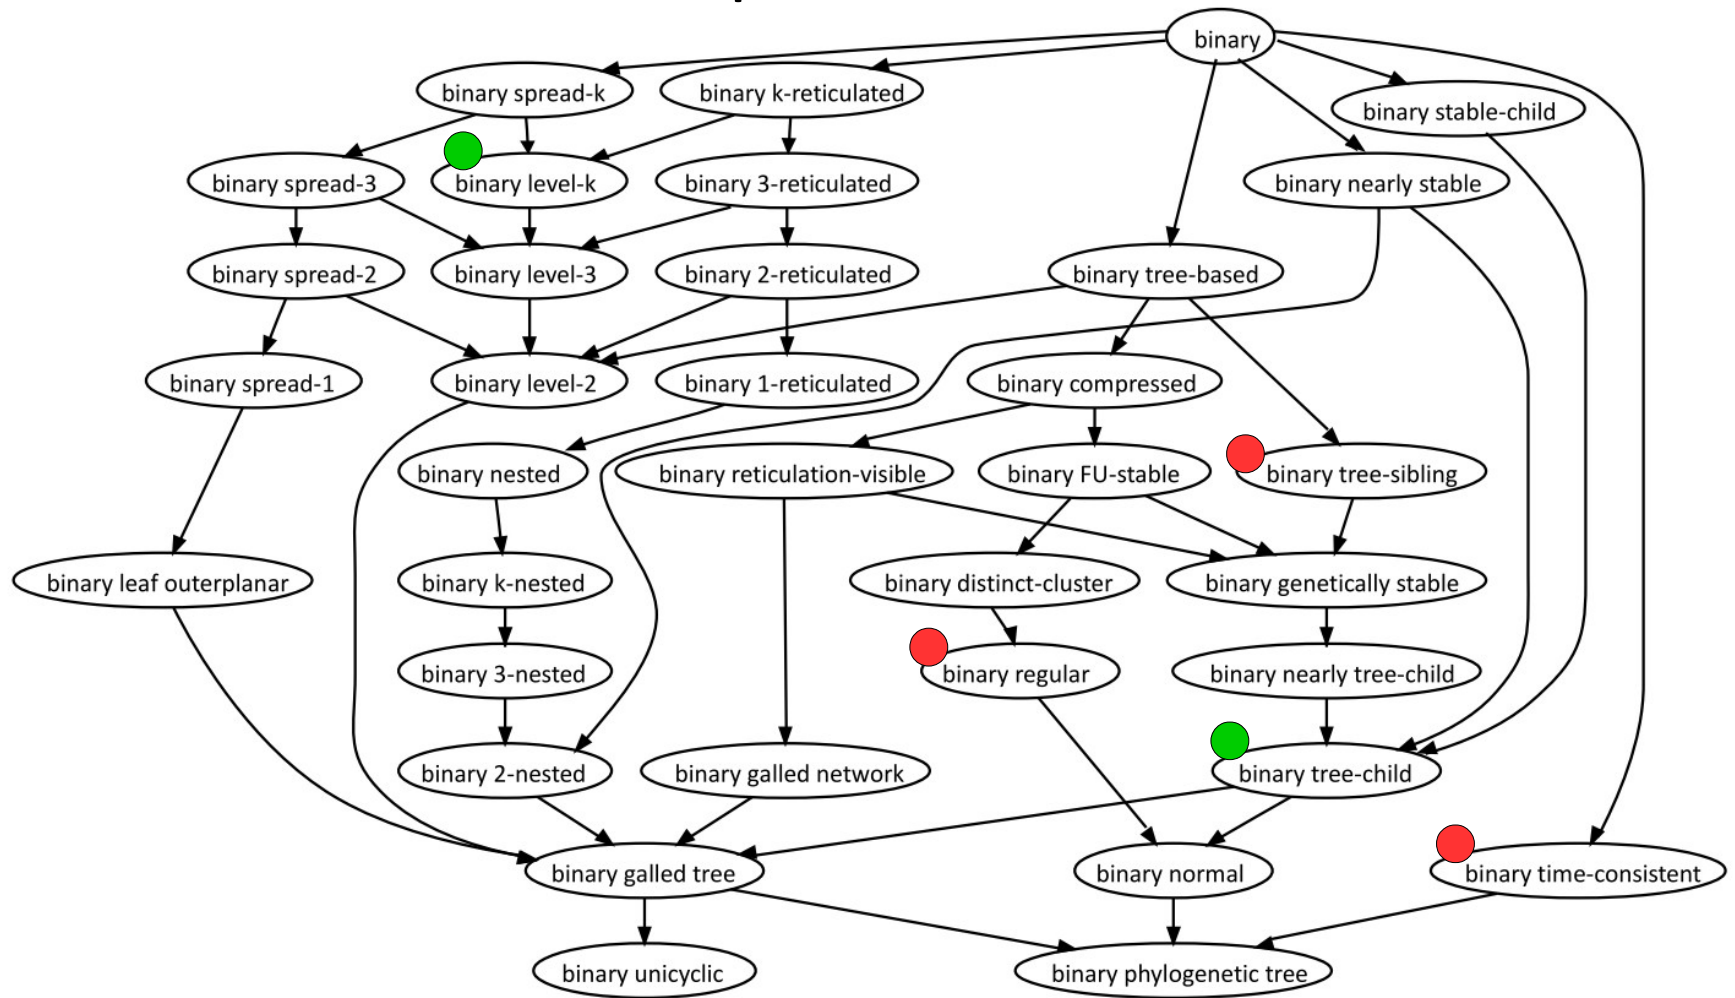 binary
binary spread-k
binary k-reticulated
binary stable-child
binary spread-3
binary level-k
binary 3-reticulated
binary nearly stable
binary spread-2
binary level-3
binary 2-reticulated
binary tree-based
binary spread-1
binary level-2
binary 1-reticulated
binary compressed
binary nested
binary reticulation-visible
binary FU-stable
binary tree-sibling
binary leaf outerplanar
binary k-nested
binary distinct-cluster
binary genetically stable
binary 3-nested
binary regular
binary nearly tree-child
binary 2-nested
binary galled network
binary tree-child
binary galled tree
binary normal
binary time-consistent
binary unicyclic
binary phylogenetic tree